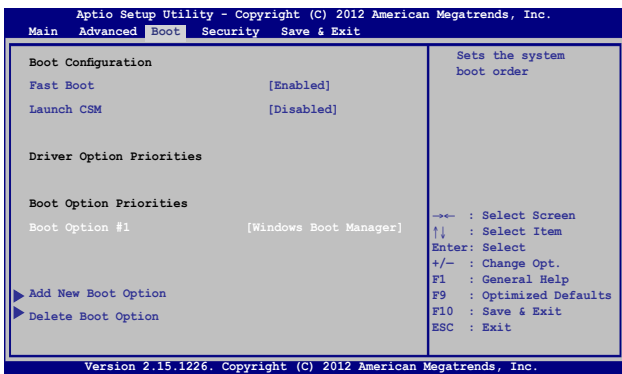 Aptio Setup Utility - Copyright (C) 2012 American Megatrends, Inc.
Main Advanced Boot Security Save & Exit
Boot Configuration
Fast Boot [Enabled]
Launch CSM [Disabled]
Driver Option Priorities
Boot Option Priorities
Boot Option #1 [Windows Boot Manager]
Add New Boot Option
Delete Boot Option
Sets the system
boot order
→← : Select Screen
↑↓ : Select Item
Enter: Select
+/— : Change Opt.
F1 : General Help
F9 : Optimized Defaults
F10 : Save & Exit
ESC : Exit
Version 2.15.1226. Copyright (C) 2012 American Megatrends, Inc.